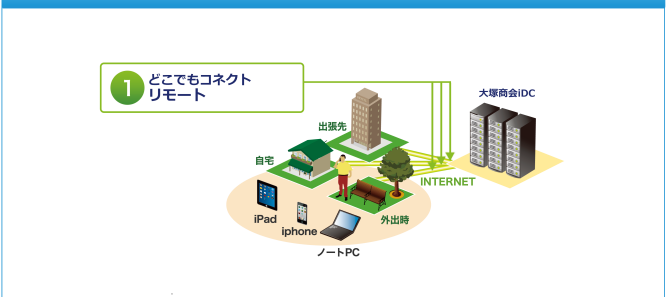 1
どこでもコネクト
リモート
大塚商会iDC
出張先
自宅
INTERNET
iPad
iphone
外出時
ノートPC